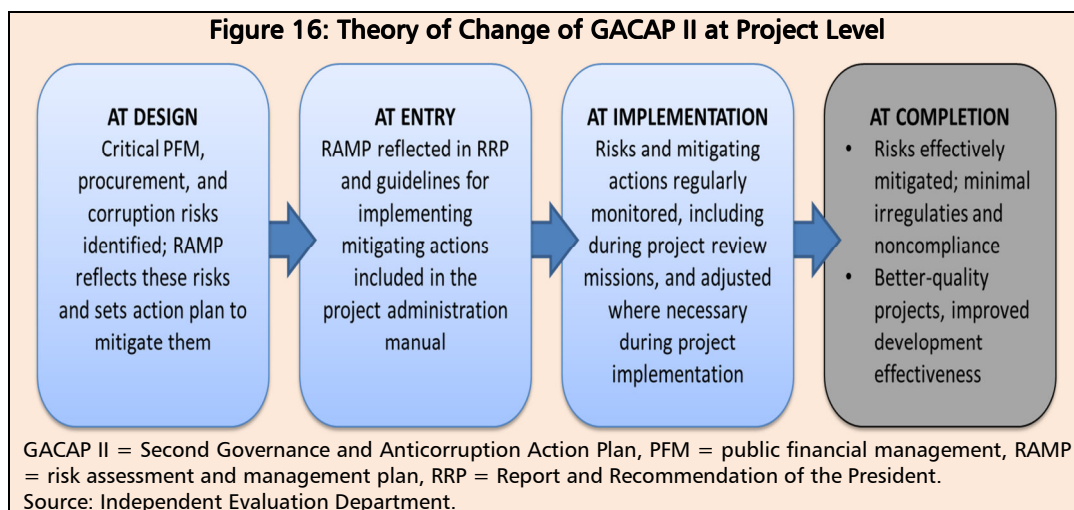 Figure 16: Theory of Change of GACAP II at Project Level
AT DESIGN
Critical PFM,
procurement, and
corruption risks
identified; RAMP
reflects these risks
and sets action plan to
mitigate them
AT ENTRY
RAMP reflected in RRP
and guidelines for
implementing
mitigating actions
included in the
project administration
manual
AT IMPLEMENTATION
Risks and mitigating
actions regularly
monitored, including
during project review
missions, and adjusted
where necessary
during project
implementation
AT COMPLETION
• Risks effectively
mitigated; minimal
irregulaties and
noncompliance
• Better-quality
projects, improved
development
effectiveness
GACAP II = Second Governance and Anticorruption Action Plan, PFM = public financial management, RAMP
= risk assessment and management plan, RRP = Report and Recommendation of the President.
Source: Independent Evaluation Department.